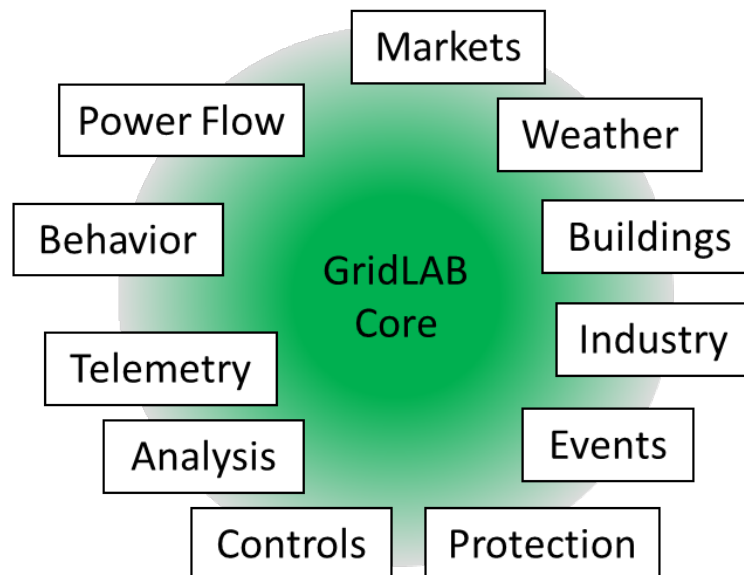 Markets
Power Flow
Weather
Behavior
Buildings
GridLAB
Core
Industry
Telemetry
Analysis
Events
Controls
Protection